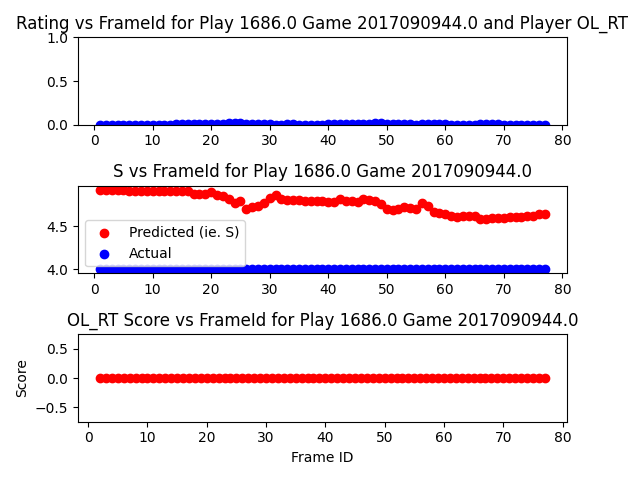 Rating vs FrameId for Play 1686.0 Game 2017090944.0 and Player OL_RT
1.0
0.5
0.0
0 10 20 30 40 50 60 70 80
S vs FrameId for Play 1686.0 Game 2017090944.0
4.5
4.0
Predicted (ie. S)
Actual
0 10 20 30 40 50 60 70 80
OL_RT Score vs FrameId for Play 1686.0 Game 2017090944.0
Score
0.5
0.0
−0.5
0 10 20 30 40 50 60 70 80
Frame ID